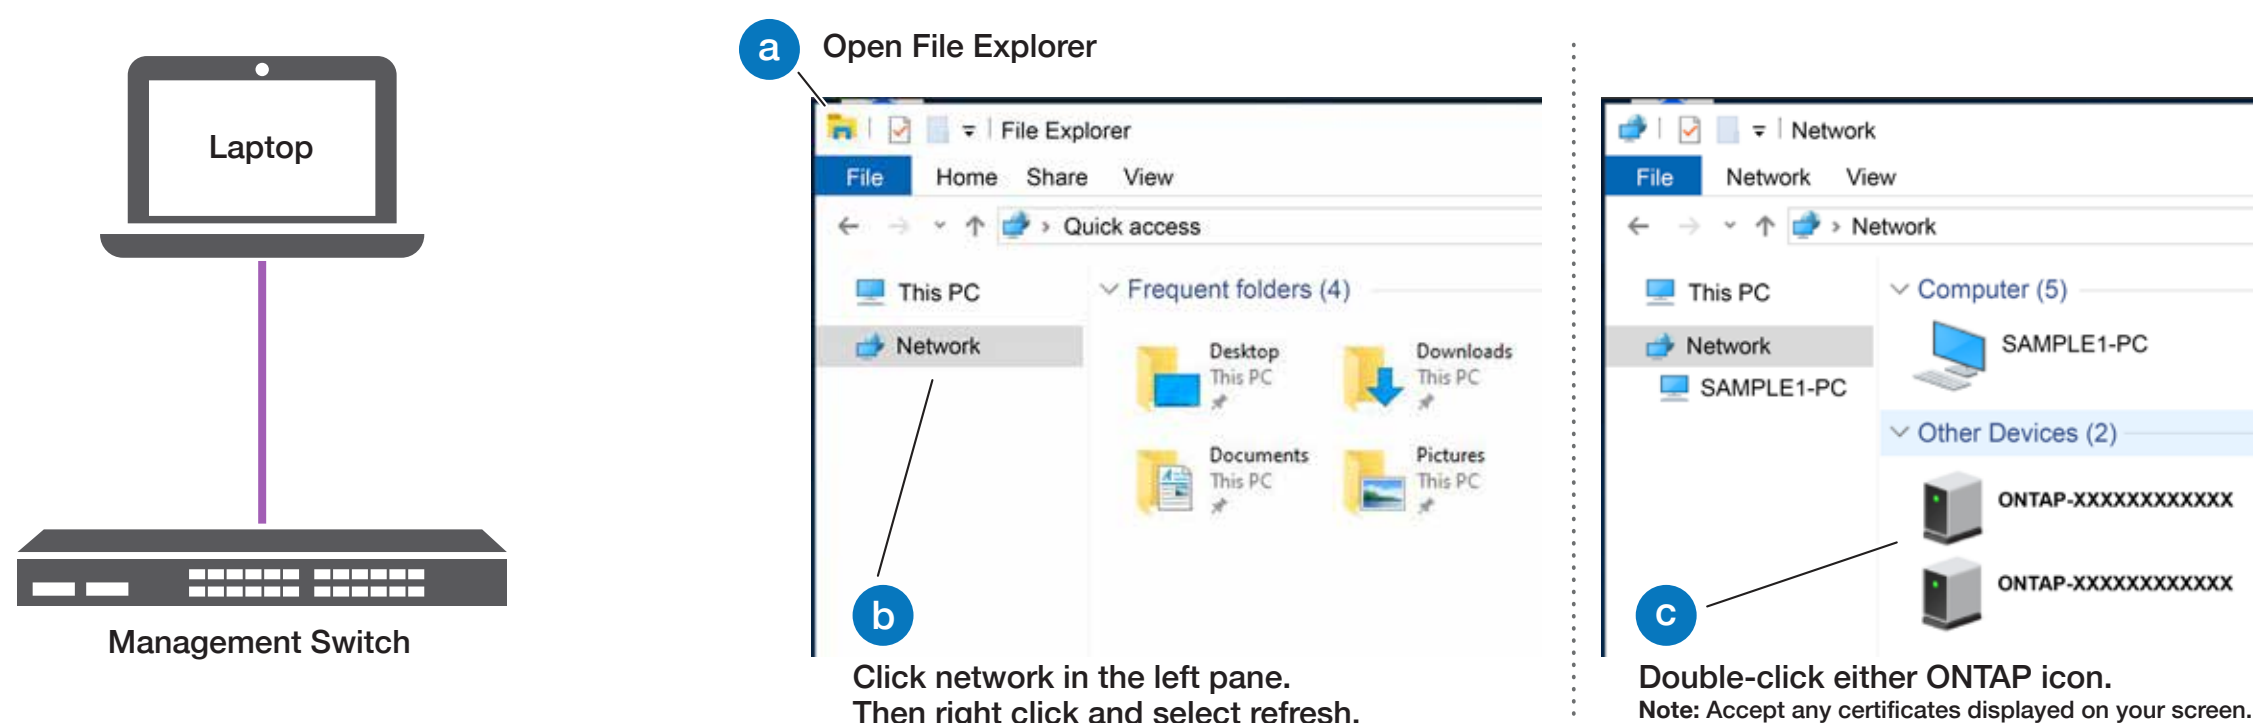 Laptop
Management Switch
a
Open File Explorer
File Explorer
File Home Share View
Quick access
This PC
Network
Frequent folders (4)
Desktop
This PC
Downloads
This PC
Documents
This PC
Pictures
This PC
b
Click network in the left pane.
Then right click and select refresh.
Network
File Network View
Network
This PC
Network
SAMPLE1-PC
Computer (5)
SAMPLE1-PC
Other Devices (2)
ONTAP-XXXXXXXXXXXX
ONTAP-XXXXXXXXXXXX
c
Double-click either ONTAP icon.
Note: Accept any certificates displayed on your screen.